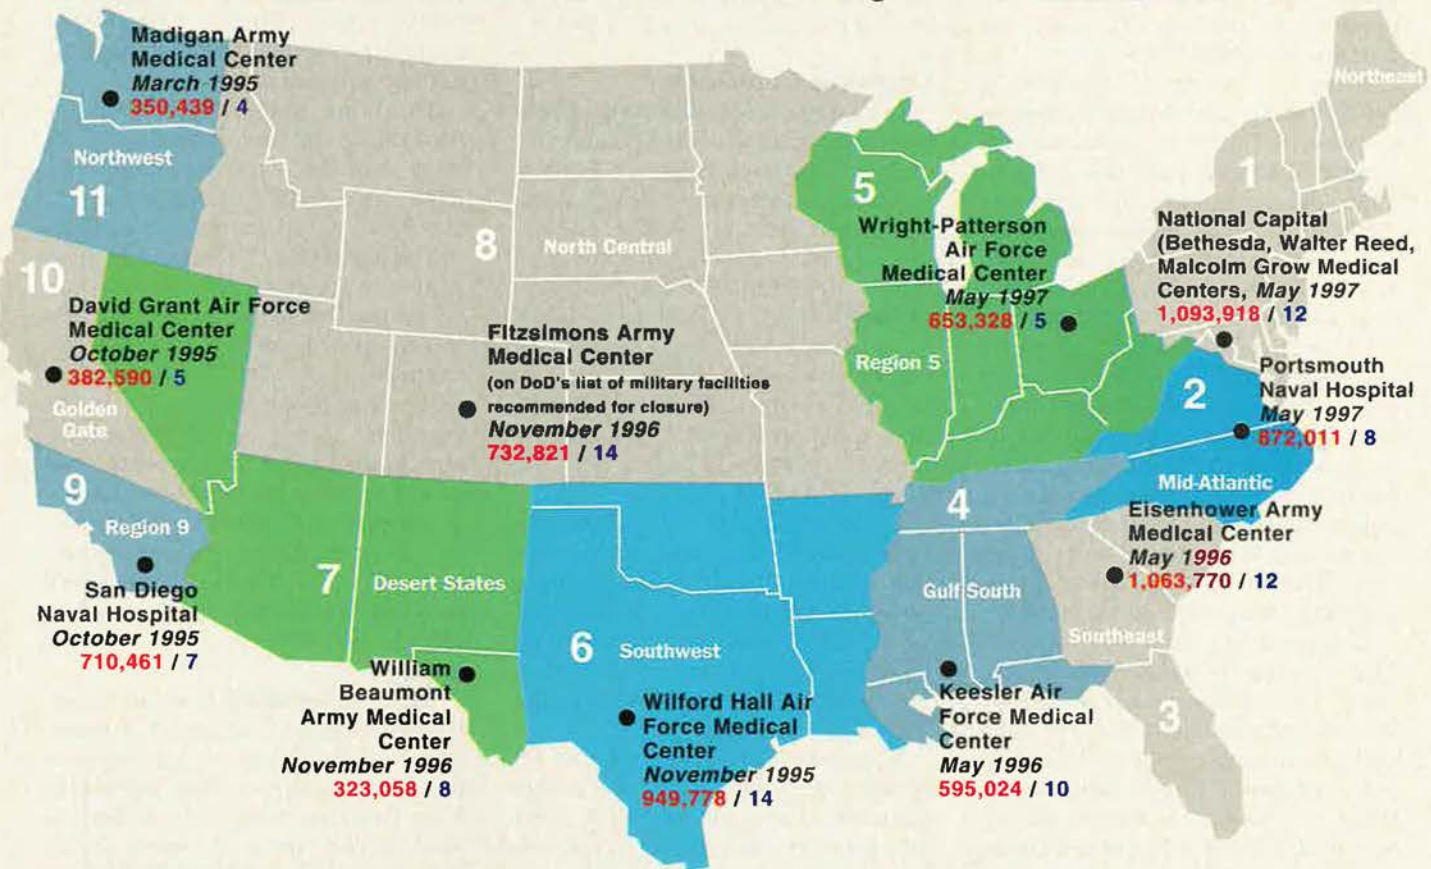 Madigan Army
Medical Center
March 1995
350,439 / 4
Northwest
11
10
David Grant Air Force
Medical Center
October 1995
382,590 / 5
Golden
Gate
9
Region 9
San Diego
Naval Hospital
October 1995
710,461 / 7
8
North Central
Fitzsimons Army
Medical Center
(on DoD's list of military facilities
recommended for closure)
November 1996
732,821 / 14
7
Desert States
William
Beaumont
Army Medical
Center
November 1996
323,058 / 8
6
Southwest
Wilford Hall Air
Force Medical
Center
November 1995
949,778 / 14
5
Wright-Patterson
Air Force
Medical Center
May 1997
653,328 / 5
Region 5
Northeast
1
National Capital
(Bethesda, Walter Reed,
Malcolm Grow Medical
Centers, May 1997
1,093,918 / 12
2
Portsmouth
Naval Hospital
May 1997
872,011 / 8
Mid-Atlantic
Eisenhower Army
Medical Center
May 1996
1,063,770 / 12
4
Gulf South
Southeast
Keesler Air
Force Medical
Center
May 1996
595,024 / 10
3